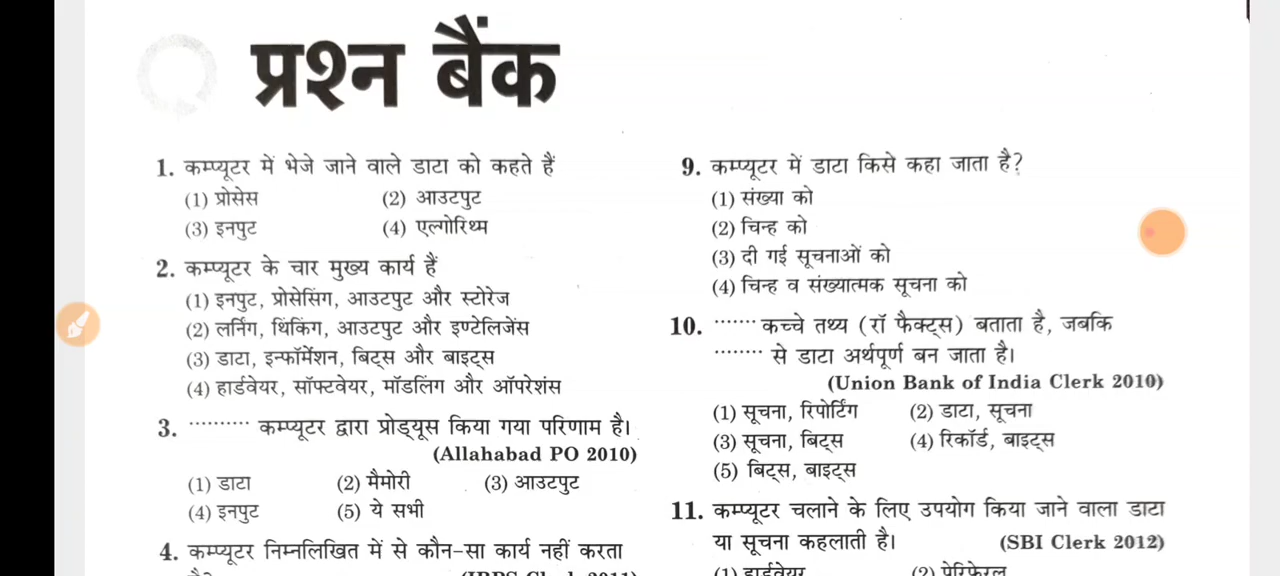 प्रश्न बैंक
1. कम्प्यूटर में भेजे जाने वाले डाटा को कहते हैं
(1) प्रोसेस (2) आउटपुट
(3) इनपुट (4) एल्गोरिथ्म
2. कम्प्यूटर के चार मुख्य कार्य हैं
(1) इनपुट, प्रोसेसिंग, आउटपुट और स्टोरेज
(2) लर्निंग, थिंकिंग, आउटपुट और इण्टेलिजेंस
(3) डाटा, इन्फॉर्मेशन, बिट्स और बाइट्स
(4) हार्डवेयर, सॉफ्टवेयर, मॉडलिंग और ऑपरेशंस
3. .......... कम्प्यूटर द्वारा प्रोड्यूस किया गया परिणाम है।
(Allahabad PO 2010)
(1) डाटा (2) मैमोरी (3) आउटपुट
(4) इनपुट (5) ये सभी
4. कम्प्यूटर निम्नलिखित में से कौन-सा कार्य नहीं करता
9. कम्प्यूटर में डाटा किसे कहा जाता है?
(1) संख्या को
(2) चिन्ह को
(3) दी गई सूचनाओं को
(4) चिन्ह व संख्यात्मक सूचना को
10. ....... कच्चे तथ्य (रॉ फैक्ट्स) बताता है, जबकि
........ से डाटा अर्थपूर्ण बन जाता है।
(Union Bank of India Clerk 2010)
(1) सूचना, रिपोर्टिंग (2) डाटा, सूचना
(3) सूचना, बिट्स (4) रिकॉर्ड, बाइट्स
(5) बिट्स, बाइट्स
11. कम्प्यूटर चलाने के लिए उपयोग किया जाने वाला डाटा
या सूचना कहलाती है। (SBI Clerk 2012)
(1) हार्डवेयर (2) पेरिफेरल